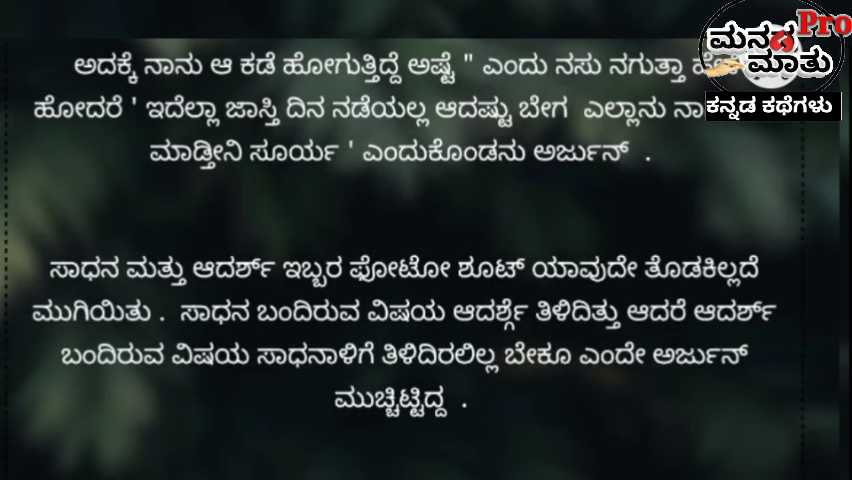 ಅದಕ್ಕೆ ನಾನು ಆ ಕಡೆ ಹೋಗುತ್ತಿದ್ದೆ ಅಷ್ಟೆ " ಎಂದು ನಸು ನಗುತ್ತಾ
ಹೋದರೆ ' ಇದೆಲ್ಲಾ ಜಾಸ್ತಿ ದಿನ ನಡೆಯಲ್ಲ ಆದಷ್ಟು ಬೇಗ ಎಲ್ಲಾನು
ಮಾಡ್ತೀನಿ ಸೂರ್ಯ ' ಎಂದುಕೊಂಡನು ಅರ್ಜುನ್ .
ಸಾಧನ ಮತ್ತು ಆದರ್ಶ್ ಇಬ್ಬರ ಫೋಟೋ ಶೂಟ್ ಯಾವುದೇ ತೊಡಕಿಲ್ಲದೆ
ಮುಗಿಯಿತು . ಸಾಧನ ಬಂದಿರುವ ವಿಷಯ ಆದರ್ಶ್ಗೆ ತಿಳಿದಿತ್ತು ಆದರೆ ಆದರ್ಶ್
ಬಂದಿರುವ ವಿಷಯ ಸಾಧನಾಳಿಗೆ ತಿಳಿದಿರಲಿಲ್ಲ ಬೇಕೂ ಎಂದೇ ಅರ್ಜುನ್
ಮುಚ್ಚಿಟ್ಟಿದ್ದ .
Pro
ಮನದ
ಮಾತು
ಕನ್ನಡ ಕಥೆಗಳು